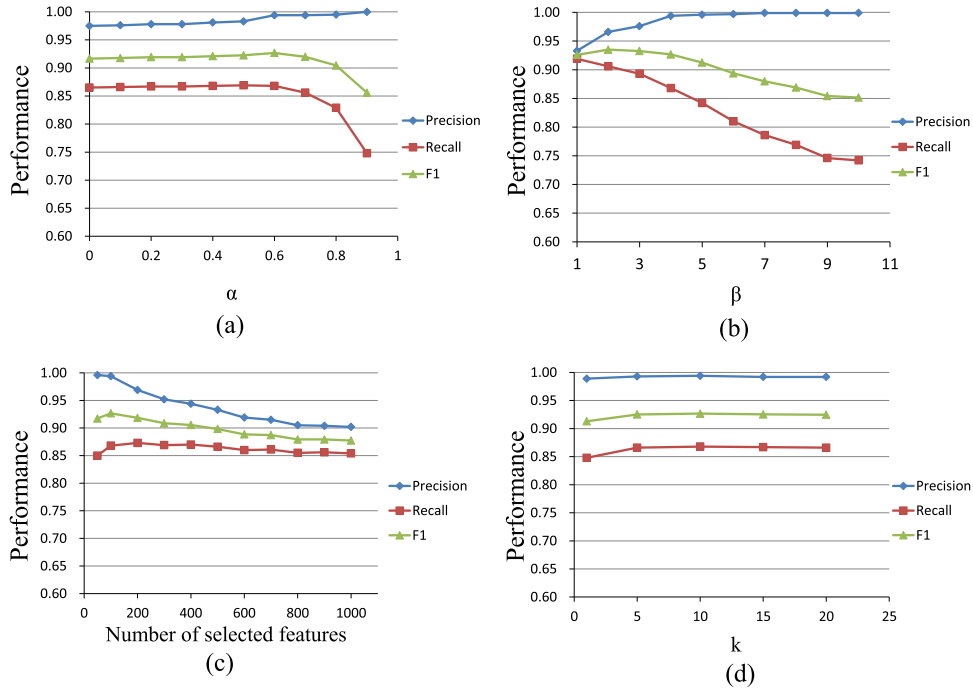 1.00
0.95
0.90
0.85
0.80
0.75
0.70
0.65
0.60
Performance
0 0.2 0.4 0.6 0.8 1
α
(a)
Precision
Recall
F1
1.00
0.95
0.90
0.85
0.80
0.75
0.70
0.65
0.60
Performance
1 3 5 7 9 11
β
(b)
Precision
Recall
F1
1.00
0.95
0.90
0.85
0.80
0.75
0.70
0.65
0.60
Performance
0 200 400 600 800 1000
Number of selected features
(c)
Precision
Recall
F1
1.00
0.95
0.90
0.85
0.80
0.75
0.70
0.65
0.60
Performance
0 5 10 15 20 25
k
(d)
Precision
Recall
F1